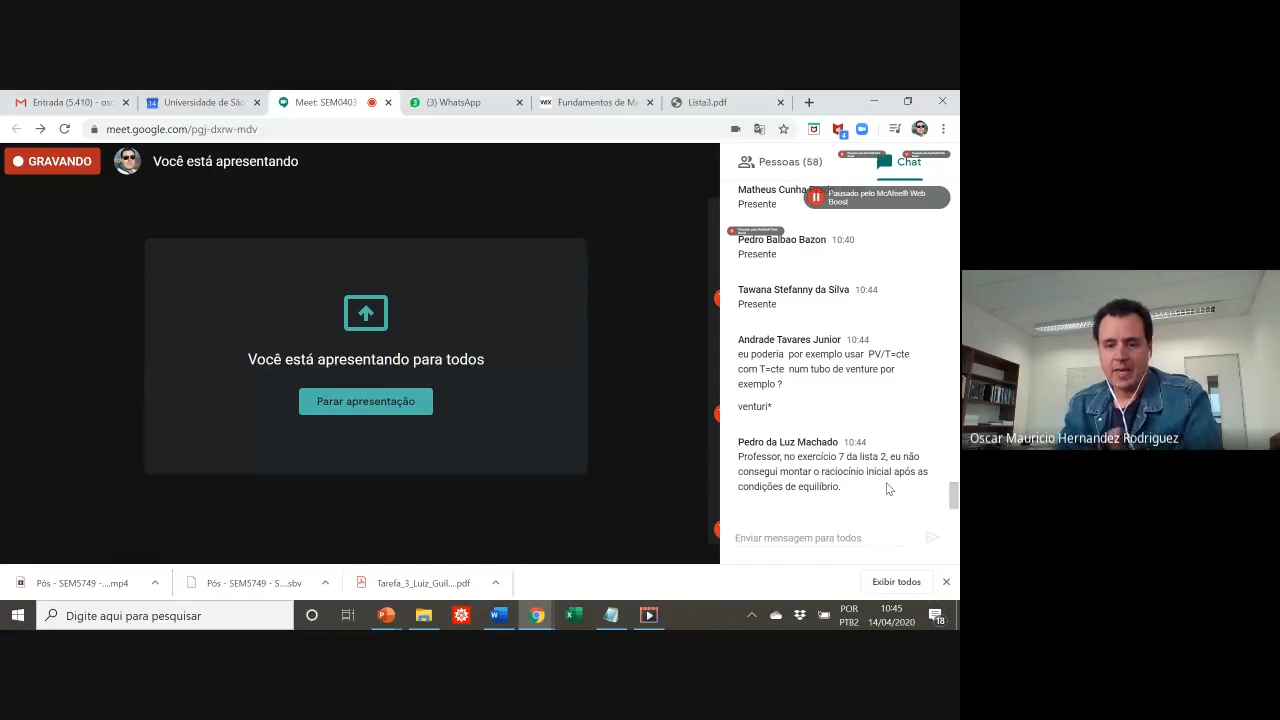 Entrada (5.410) - osc
Universidade de São
Meet: SEM0403
(3) WhatsApp
Fundamentos de Me
Lista3.pdf
meet.google.com/pgj-dxrw-mdv
GRAVANDO
Você está apresentando
Pessoas (58)
Chat
Matheus Cunha
Presente
Pausado pelo McAfee® Web
Boost
Pedro Balbao Bazon 10:40
Presente
Tawana Stefanny da Silva 10:44
Presente
Andrade Tavares Junior 10:44
eu poderia por exemplo usar PV/T=cte
com T=cte num tubo de venture por
exemplo ?
venturi*
Pedro da Luz Machado 10:44
Professor, no exercício 7 da lista 2, eu não
consegui montar o raciocínio inicial após as
condições de equilíbrio.
Enviar mensagem para todos
Você está apresentando para todos
Parar apresentação
Oscar Mauricio Hernandez Rodriguez
Pós - SEM5749 -....mp4
Pós - SEM5749 - S....sbv
Tarefa_3_Luiz_Guil....pdf
Exibir todos
Digite aqui para pesquisar
POR
PTB2
10:45
14/04/2020
18